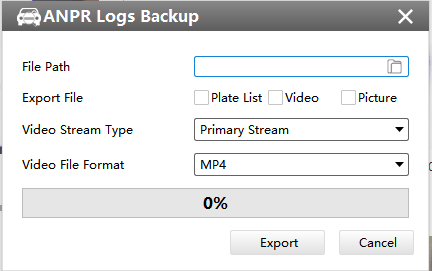 ANPR Logs Backup
File Path
Export File Plate List Video Picture
Video Stream Type Primary Stream
Video File Format MP4
0%
Export Cancel